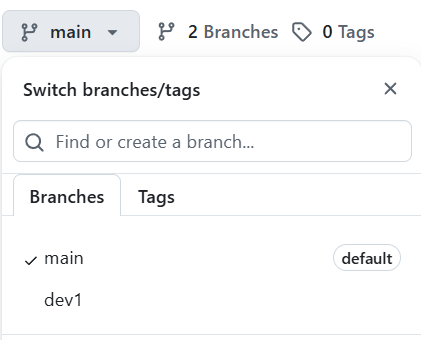 main 2 Branches 0 Tags
Switch branches/tags
Find or create a branch...
Branches Tags
main default
dev1